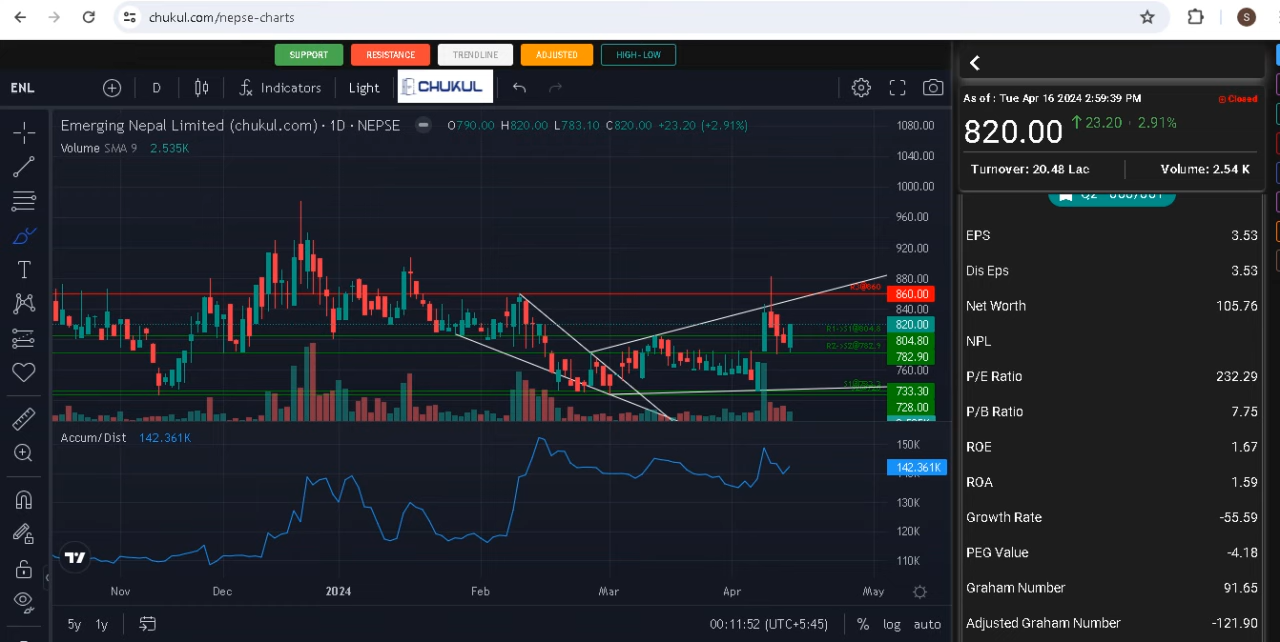 chukul.com/nepse-charts
S
SUPPORT RESISTANCE TRENDLINE ADJUSTED HIGH-LOW
ENL D Indicators Light CHUKUL
Emerging Nepal Limited (chukul.com) · 1D · NEPSE O790.00 H820.00 L783.10 C820.00 +23.20 (+2.91%)
Volume SMA 9 2.535K
1080.00
1040.00
1000.00
960.00
920.00
880.00
860.00
840.00
820.00
804.80
782.90
760.00
733.30
728.00
Accum/Dist 142.361K
150K
142.361K
130K
120K
110K
Nov Dec 2024 Feb Mar Apr May
5y 1y 00:11:52 (UTC+5:45) % log auto
As of : Tue Apr 16 2024 2:59:39 PM Closed
820.00 23.20 · 2.91%
Turnover: 20.48 Lac Volume: 2.54 K
EPS 3.53
Dis Eps 3.53
Net Worth 105.76
NPL
P/E Ratio 232.29
P/B Ratio 7.75
ROE 1.67
ROA 1.59
Growth Rate -55.59
PEG Value -4.18
Graham Number 91.65
Adjusted Graham Number -121.90